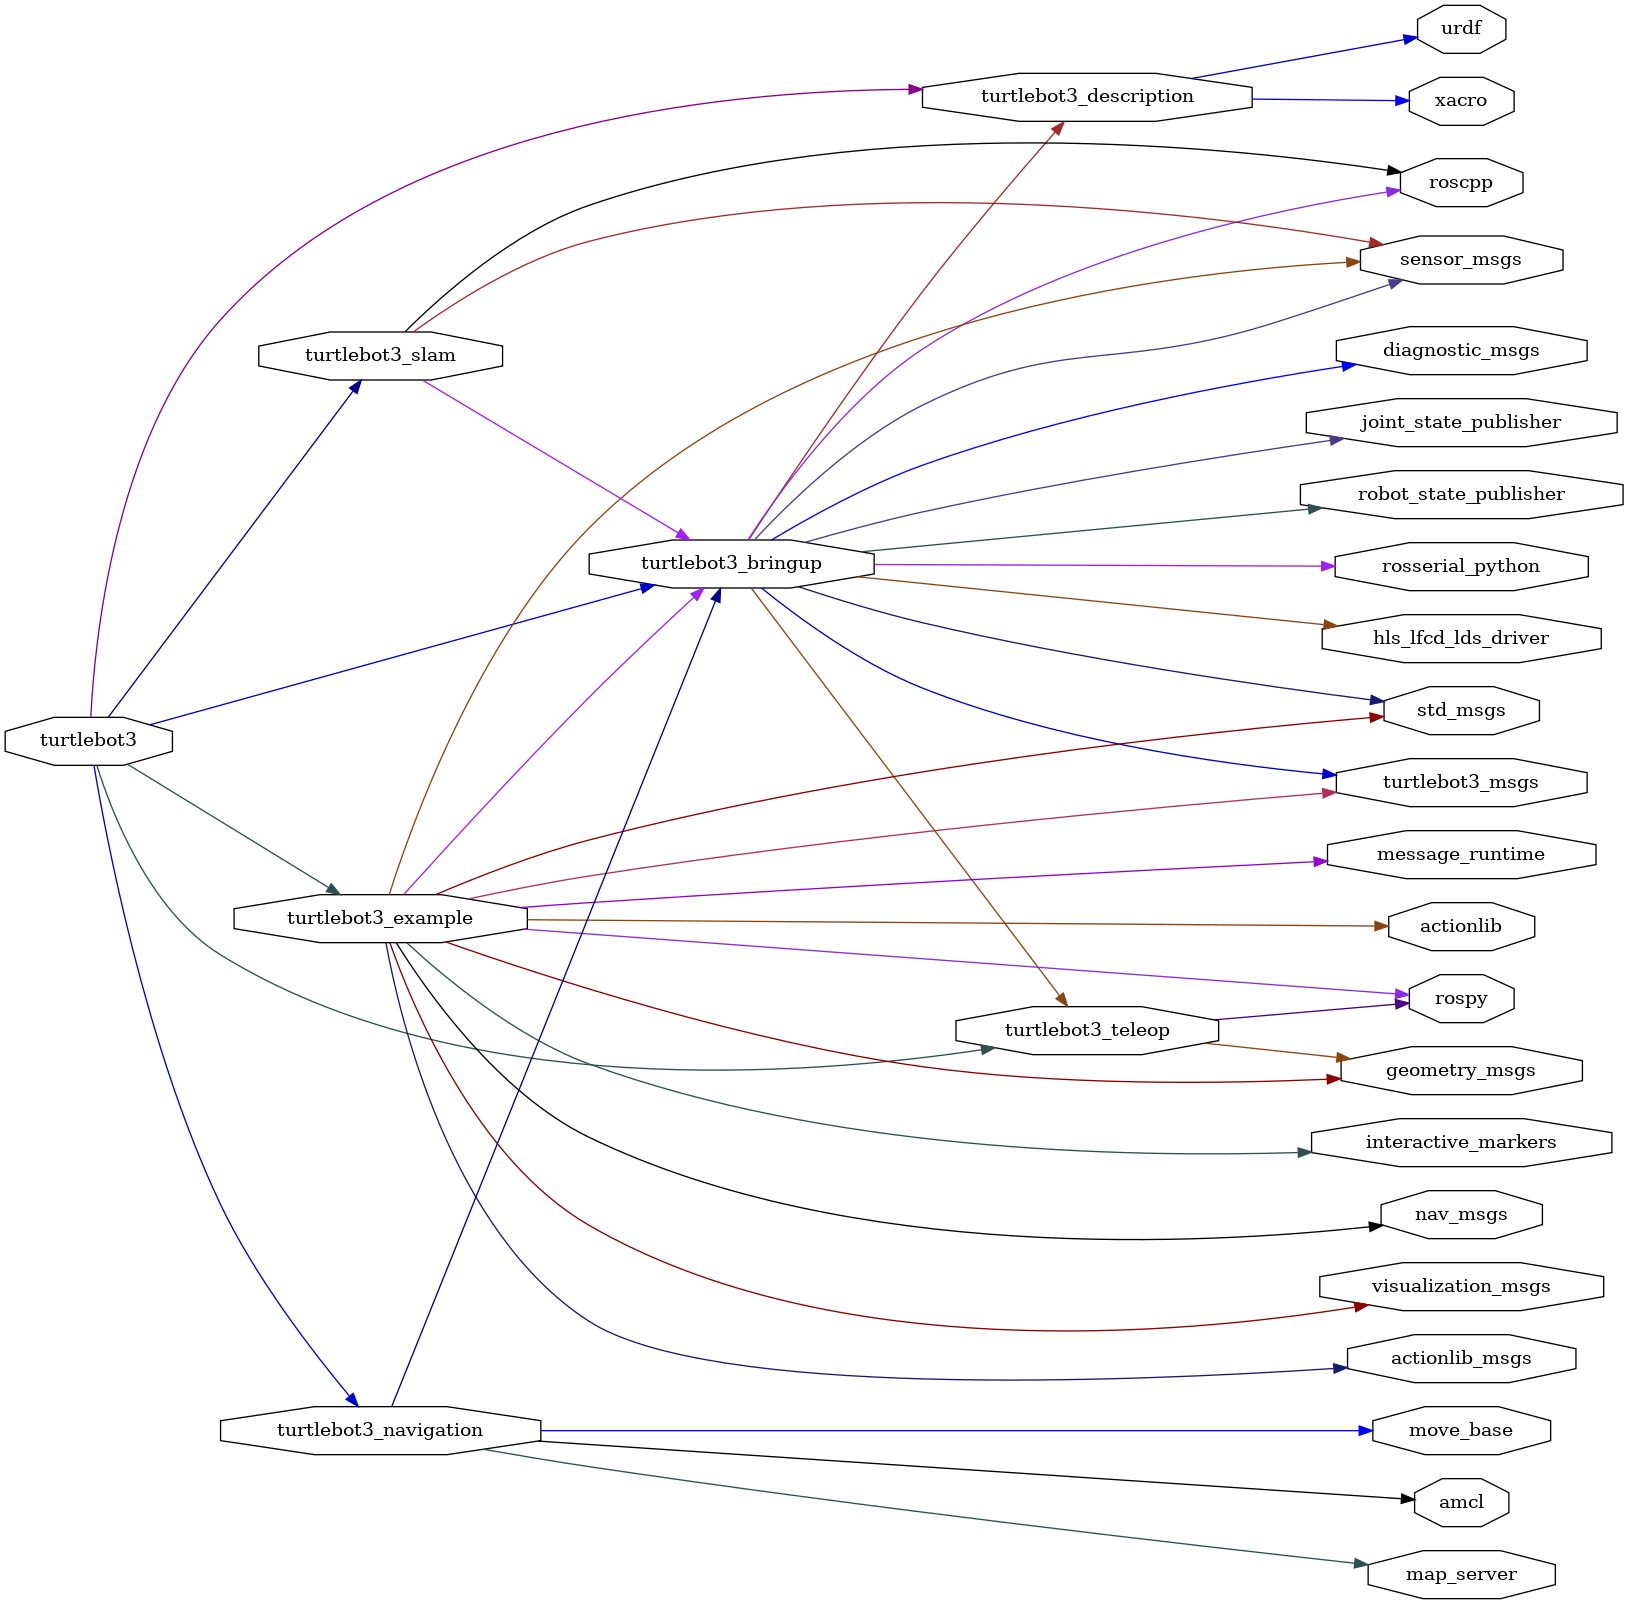 urdf
turtlebot3_description
xacro
roscpp
sensor_msgs
turtlebot3_slam
diagnostic_msgs
joint_state_publisher
robot_state_publisher
turtlebot3_bringup
rosserial_python
hls_lfcd_lds_driver
std_msgs
turtlebot3
turtlebot3_msgs
message_runtime
turtlebot3_example
actionlib
rospy
turtlebot3_teleop
geometry_msgs
interactive_markers
nav_msgs
visualization_msgs
actionlib_msgs
turtlebot3_navigation
move_base
amcl
map_server